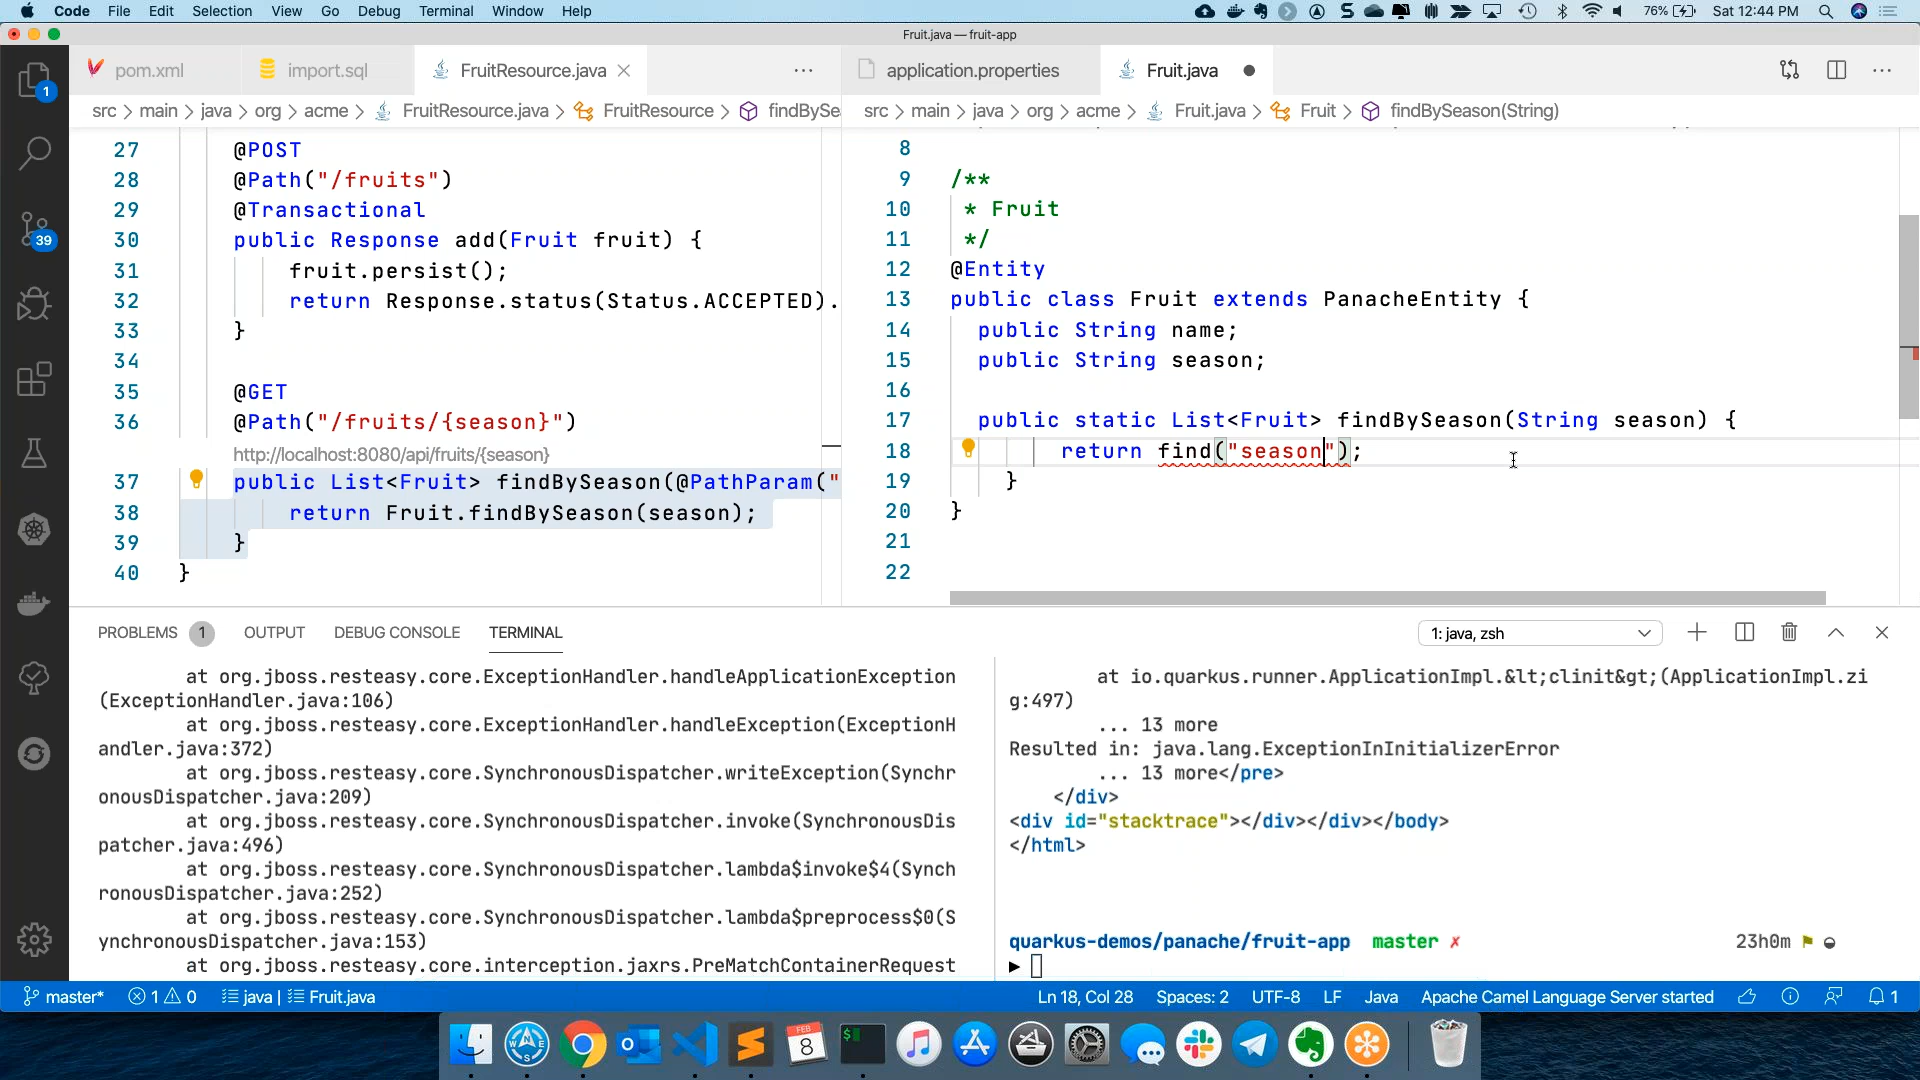 Code File Edit Selection View Go Debug Terminal Window Help
76% Sat 12:44 PM
Fruit.java — fruit-app
pom.xml import.sql FruitResource.java ... application.properties Fruit.java ...
src > main > java > org > acme > FruitResource.java > FruitResource > findBySe
src > main > java > org > acme > Fruit.java > Fruit > findBySeason(String)
27 @POST
28 @Path("/fruits")
29 @Transactional
30 public Response add(Fruit fruit) {
31 fruit.persist();
32 return Response.status(Status.ACCEPTED).
33 }
34
35 @GET
36 @Path("/fruits/{season}")
http://localhost:8080/api/fruits/{season}
37 public List<Fruit> findBySeason(@PathParam("
38 return Fruit.findBySeason(season);
39 }
40 }
8
9 /**
10 * Fruit
11 */
12 @Entity
13 public class Fruit extends PanacheEntity {
14 public String name;
15 public String season;
16
17 public static List<Fruit> findBySeason(String season) {
18 return find("season");
19 }
20 }
21
22
1
39
PROBLEMS 1 OUTPUT DEBUG CONSOLE TERMINAL
1: java, zsh
at org.jboss.resteasy.core.ExceptionHandler.handleApplicationException
(ExceptionHandler.java:106)
at org.jboss.resteasy.core.ExceptionHandler.handleException(ExceptionH
andler.java:372)
at org.jboss.resteasy.core.SynchronousDispatcher.writeException(Synchr
onousDispatcher.java:209)
at org.jboss.resteasy.core.SynchronousDispatcher.invoke(SynchronousDis
patcher.java:496)
at org.jboss.resteasy.core.SynchronousDispatcher.lambda$invoke$4(Synch
ronousDispatcher.java:252)
at org.jboss.resteasy.core.SynchronousDispatcher.lambda$preprocess$0(S
ynchronousDispatcher.java:153)
at org.jboss.resteasy.core.interception.jaxrs.PreMatchContainerRequest
at io.quarkus.runner.ApplicationImpl.&lt;clinit&gt;(ApplicationImpl.zi
g:497)
... 13 more
Resulted in: java.lang.ExceptionInInitializerError
... 13 more</pre>
</div>
<div id="stacktrace"></div></div></body>
</html>
quarkus-demos/panache/fruit-app master ✗ 23h0m
master* 1 0 java | Fruit.java
Ln 18, Col 28 Spaces: 2 UTF-8 LF Java Apache Camel Language Server started 1
FEB
8